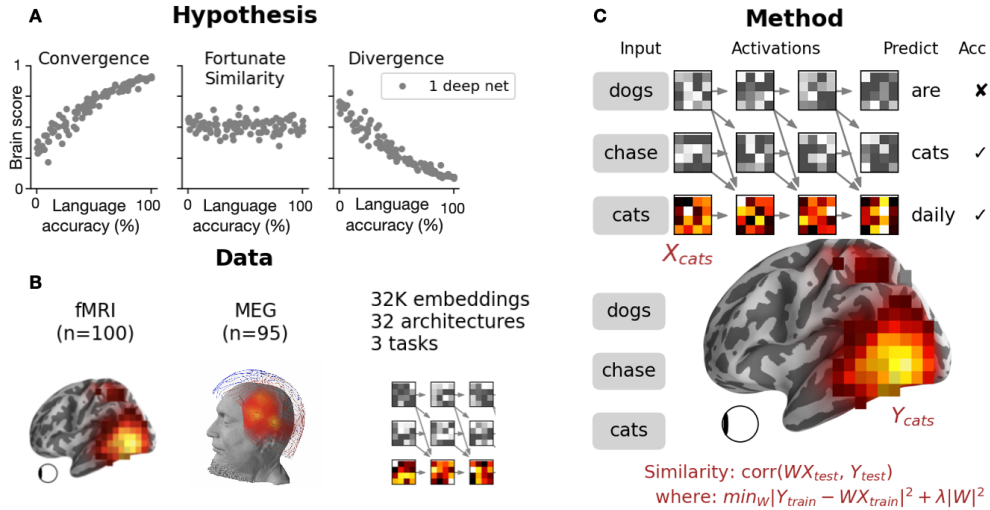 A
Hypothesis
Convergence
Fortunate
Similarity
Divergence
1 deep net
Brain score
1
0
0 Language 100
accuracy (%)
0 Language 100
accuracy (%)
0 Language 100
accuracy (%)
Data
B
fMRI
(n=100)
MEG
(n=95)
32K embeddings
32 architectures
3 tasks
C
Method
Input Activations Predict Acc
dogs are ✘
chase cats ✓
cats daily ✓
X_cats
dogs
chase
cats
Y_cats
Similarity: corr(WX_test, Y_test)
where: min_W|Y_train − WX_train|² + λ|W|²